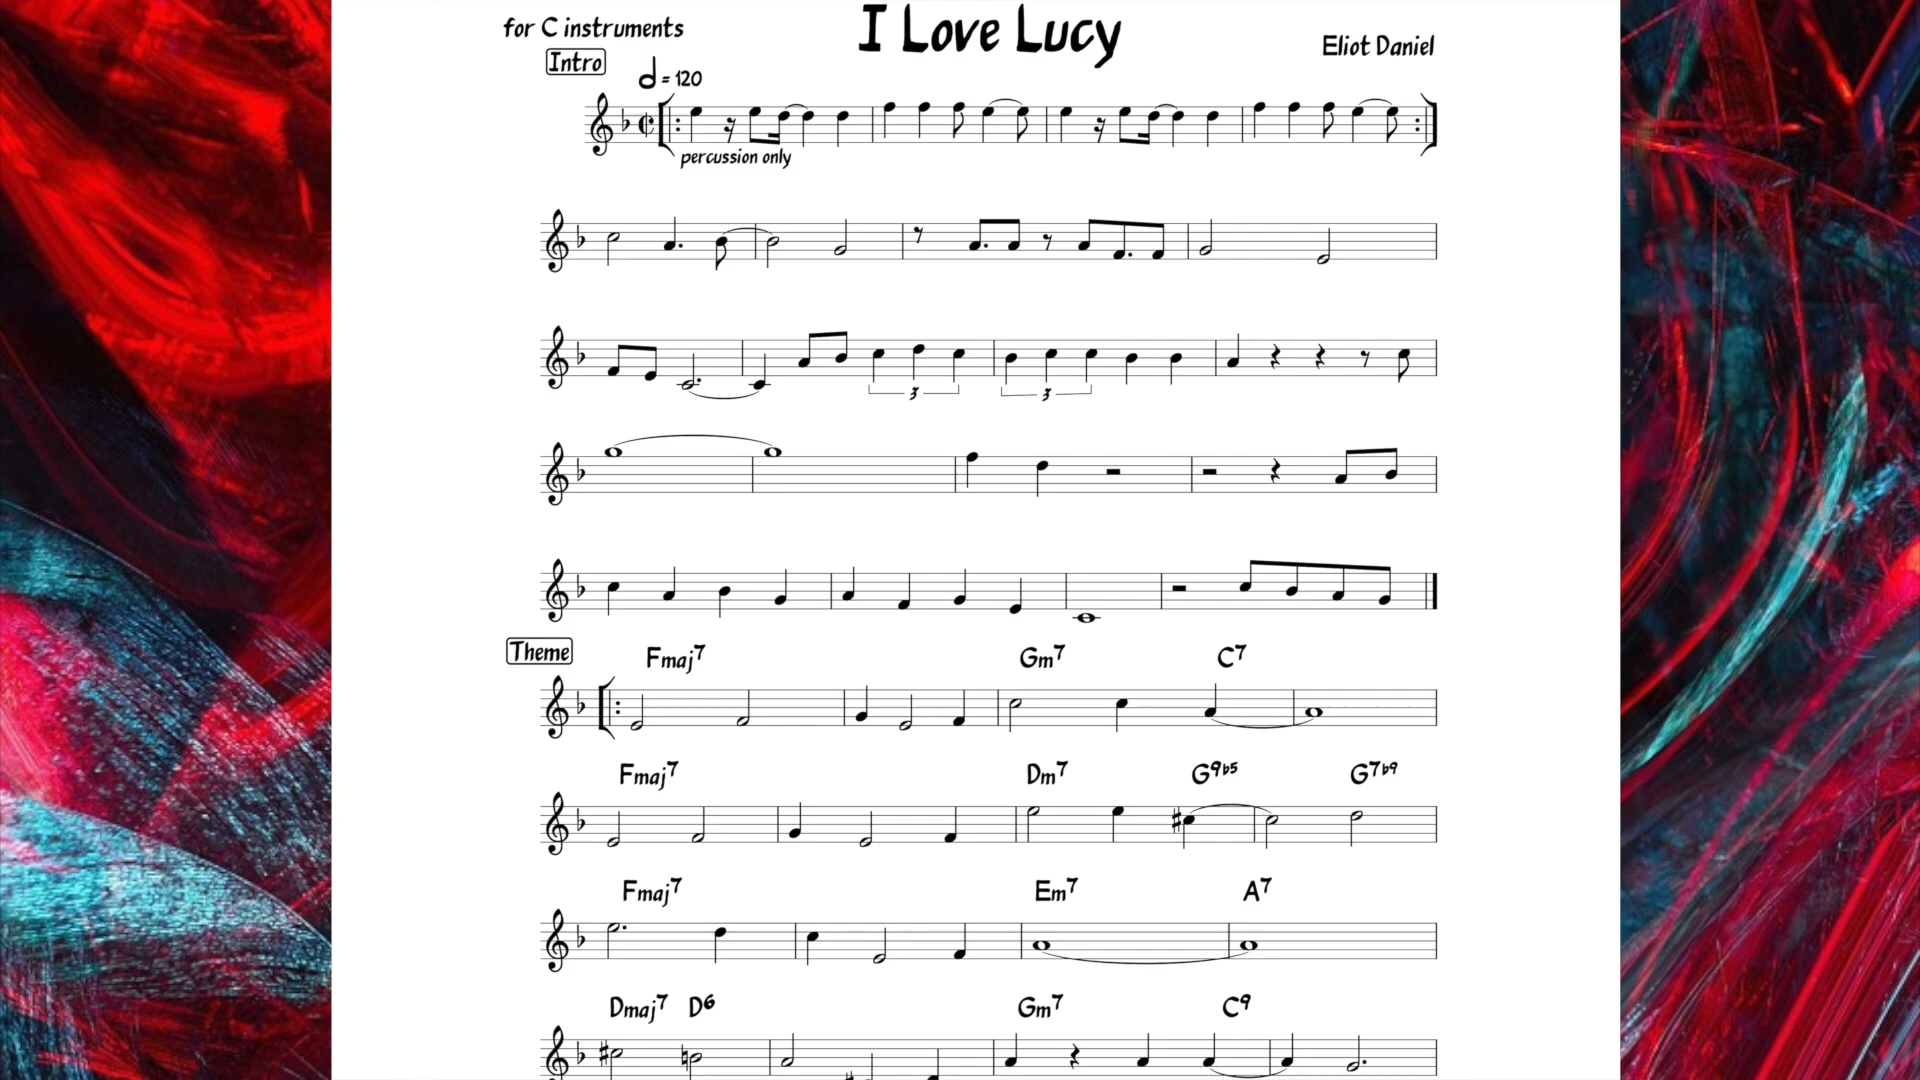 for C instruments
I Love Lucy
Eliot Daniel
Intro
= 120
percussion only
3 3
Theme
Fmaj7 Gm7 C7
Fmaj7 Dm7 G9♭5 G7♭9
Fmaj7 Em7 A7
Dmaj7 D6 Gm7 C9